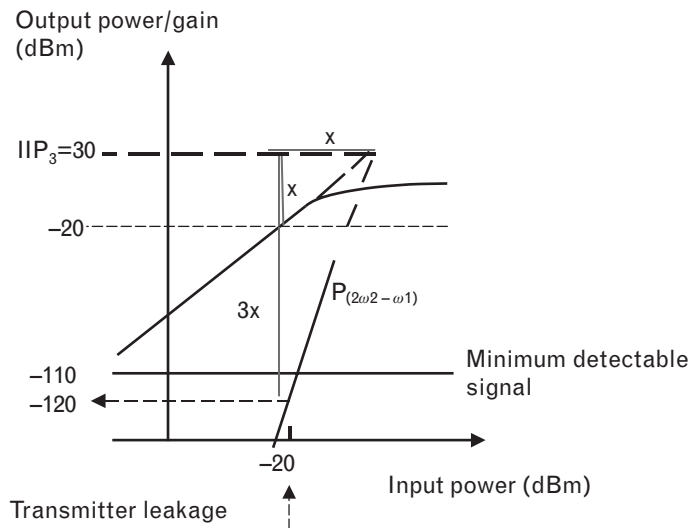 Output power/gain
(dBm)
x
IIP₃=30
x
–20
P(2ω2 – ω1)
3x
Minimum detectable
signal
–110
–120
–20
Input power (dBm)
Transmitter leakage